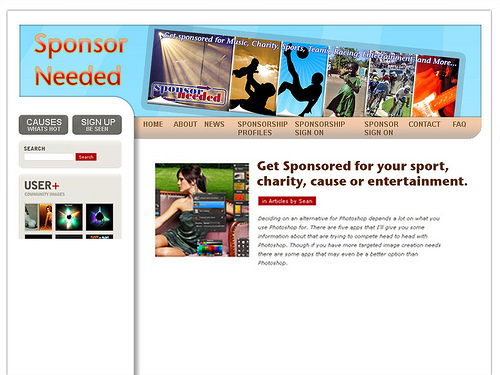 Sponsor
Needed
Get sponsored for Music, Charity, Sports, Teams, Racing, Entertainment, and More...
sponsor
needed
CAUSES
WHATS HOT
SIGN UP
BE SEEN
HOME ABOUT NEWS SPONSORSHIP PROFILES SPONSORSHIP SIGN ON SPONSOR SIGN ON CONTACT FAQ
SEARCH
Search
USER+
COMMUNITY IMAGES
Get Sponsored for your sport,
charity, cause or entertainment.
in Articles by Sean
Deciding on an alternative for Photoshop depends a lot on what you
use Photoshop for. There are five apps that I'll give you some
information about that are trying to compete head to head with
Photoshop. Though if you have more targeted image creation needs
there are some apps that may even be a better option than
Photoshop.